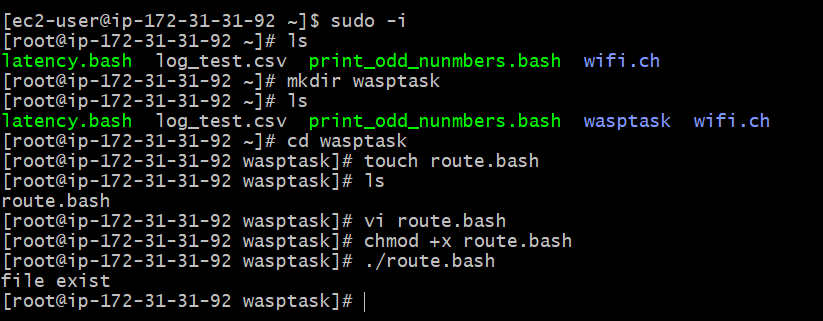 [ec2-user@ip-172-31-31-92 ~]$ sudo -i
[root@ip-172-31-31-92 ~]# ls
latency.bash  log_test.csv  print_odd_nunmbers.bash  wifi.ch
[root@ip-172-31-31-92 ~]# mkdir wasptask
[root@ip-172-31-31-92 ~]# ls
latency.bash  log_test.csv  print_odd_nunmbers.bash  wasptask  wifi.ch
[root@ip-172-31-31-92 ~]# cd wasptask
[root@ip-172-31-31-92 wasptask]# touch route.bash
[root@ip-172-31-31-92 wasptask]# ls
route.bash
[root@ip-172-31-31-92 wasptask]# vi route.bash
[root@ip-172-31-31-92 wasptask]# chmod +x route.bash
[root@ip-172-31-31-92 wasptask]# ./route.bash
file exist
[root@ip-172-31-31-92 wasptask]#